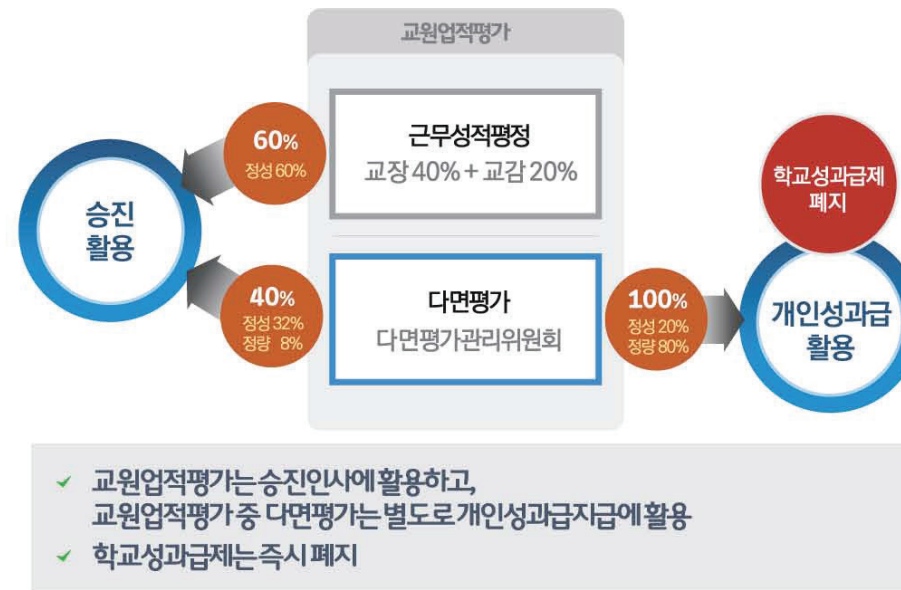 교원업적평가
근무성적평정
교장 40% + 교감 20%
60%
정성 60%
승진
활용
40%
정성 32%
정량 8%
다면평가
다면평가관리위원회
100%
정성 20%
정량 80%
학교성과급제
폐지
개인성과급
활용
교원업적평가는 승진인사에 활용하고,
교원업적평가 중 다면평가는 별도로 개인성과급지급에 활용
학교성과급제는 즉시 폐지